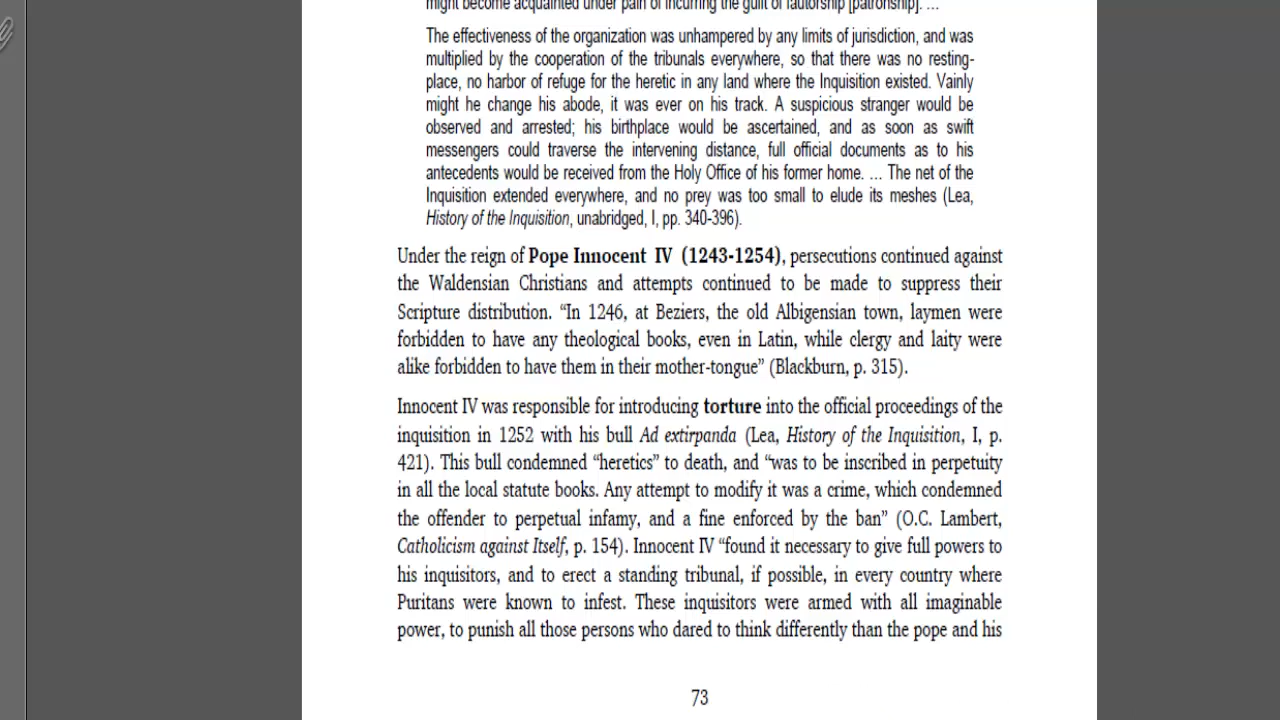 might become acquainted under pain of incurring the guilt of fautorship [patronship]. …
The effectiveness of the organization was unhampered by any limits of jurisdiction, and was
multiplied by the cooperation of the tribunals everywhere, so that there was no resting-
place, no harbor of refuge for the heretic in any land where the Inquisition existed. Vainly
might he change his abode, it was ever on his track. A suspicious stranger would be
observed and arrested; his birthplace would be ascertained, and as soon as swift
messengers could traverse the intervening distance, full official documents as to his
antecedents would be received from the Holy Office of his former home. … The net of the
Inquisition extended everywhere, and no prey was too small to elude its meshes (Lea,
History of the Inquisition, unabridged, I, pp. 340-396).
Under the reign of Pope Innocent IV (1243-1254), persecutions continued against
the Waldensian Christians and attempts continued to be made to suppress their
Scripture distribution. “In 1246, at Beziers, the old Albigensian town, laymen were
forbidden to have any theological books, even in Latin, while clergy and laity were
alike forbidden to have them in their mother-tongue” (Blackburn, p. 315).
Innocent IV was responsible for introducing torture into the official proceedings of the
inquisition in 1252 with his bull Ad extirpanda (Lea, History of the Inquisition, I, p.
421). This bull condemned “heretics” to death, and “was to be inscribed in perpetuity
in all the local statute books. Any attempt to modify it was a crime, which condemned
the offender to perpetual infamy, and a fine enforced by the ban” (O.C. Lambert,
Catholicism against Itself, p. 154). Innocent IV “found it necessary to give full powers to
his inquisitors, and to erect a standing tribunal, if possible, in every country where
Puritans were known to infest. These inquisitors were armed with all imaginable
power, to punish all those persons who dared to think differently than the pope and his
73